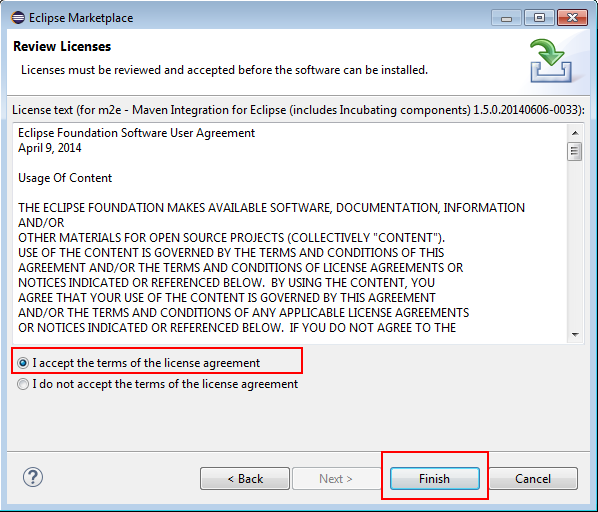 Eclipse Marketplace
Review Licenses
Licenses must be reviewed and accepted before the software can be installed.
License text (for m2e - Maven Integration for Eclipse (includes Incubating components) 1.5.0.20140606-0033):
Eclipse Foundation Software User Agreement
April 9, 2014
Usage Of Content
THE ECLIPSE FOUNDATION MAKES AVAILABLE SOFTWARE, DOCUMENTATION, INFORMATION
AND/OR
OTHER MATERIALS FOR OPEN SOURCE PROJECTS (COLLECTIVELY "CONTENT").
USE OF THE CONTENT IS GOVERNED BY THE TERMS AND CONDITIONS OF THIS
AGREEMENT AND/OR THE TERMS AND CONDITIONS OF LICENSE AGREEMENTS OR
NOTICES INDICATED OR REFERENCED BELOW.  BY USING THE CONTENT, YOU
AGREE THAT YOUR USE OF THE CONTENT IS GOVERNED BY THIS AGREEMENT
AND/OR THE TERMS AND CONDITIONS OF ANY APPLICABLE LICENSE AGREEMENTS
OR NOTICES INDICATED OR REFERENCED BELOW.  IF YOU DO NOT AGREE TO THE
I accept the terms of the license agreement
I do not accept the terms of the license agreement
? < Back Next > Finish Cancel